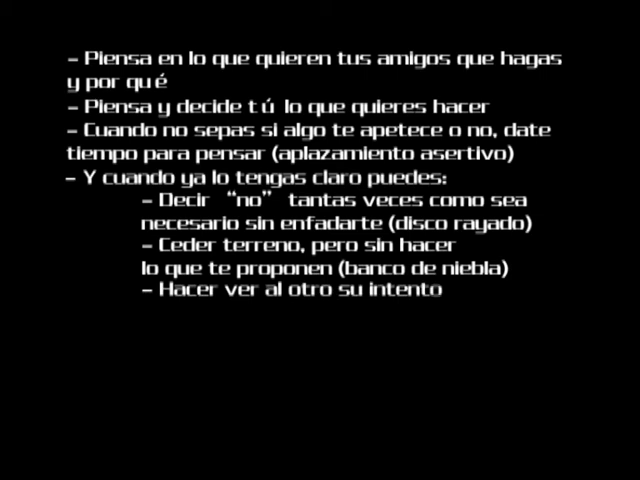 - Piensa en lo que quieren tus amigos que hagas
y por qué
- Piensa y decide tú lo que quieres hacer
- Cuando no sepas si algo te apetece o no, date
tiempo para pensar (aplazamiento asertivo)
- Y cuando ya lo tengas claro puedes:
- Decir “no” tantas veces como sea
necesario sin enfadarte (disco rayado)
- Ceder terreno, pero sin hacer
lo que te proponen (banco de niebla)
- Hacer ver al otro su intento